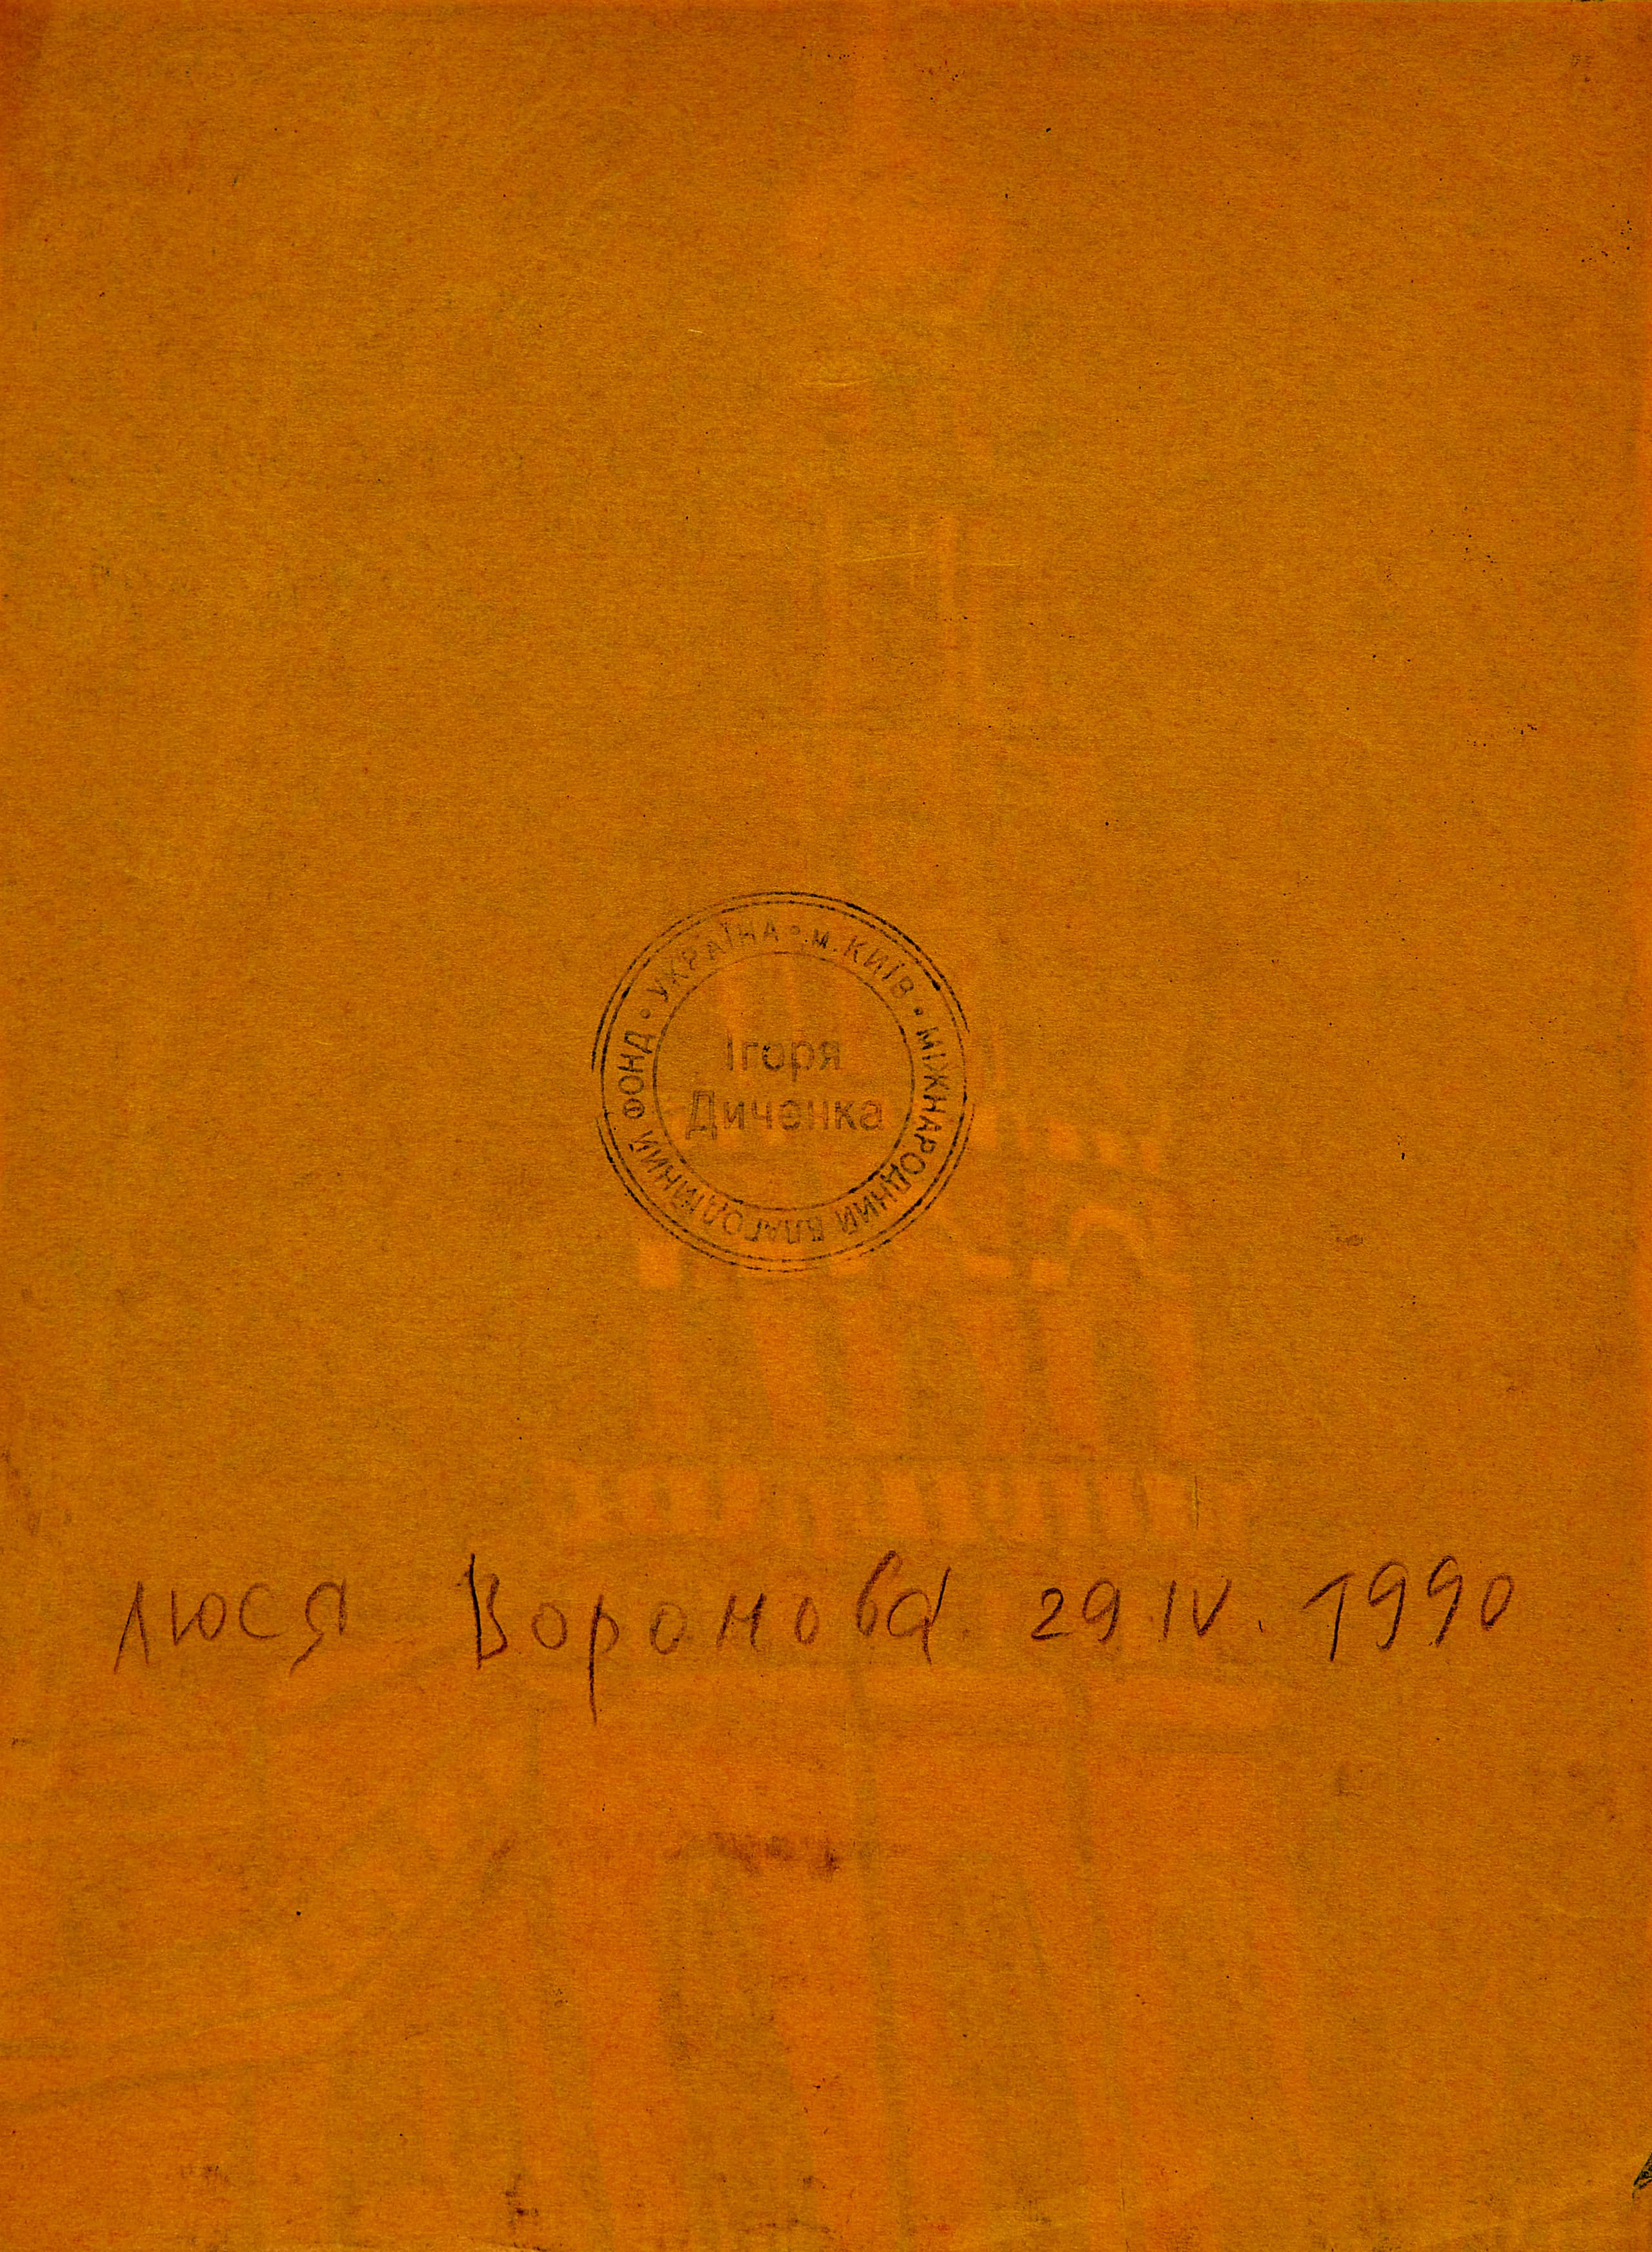 УКРАЇНА • м. КИЇВ • МІЖНАРОДНИЙ БЛАГОДІЙНИЙ ФОНД •
Ігоря
Диченка
Люся Воронова. 29.IV. 1990